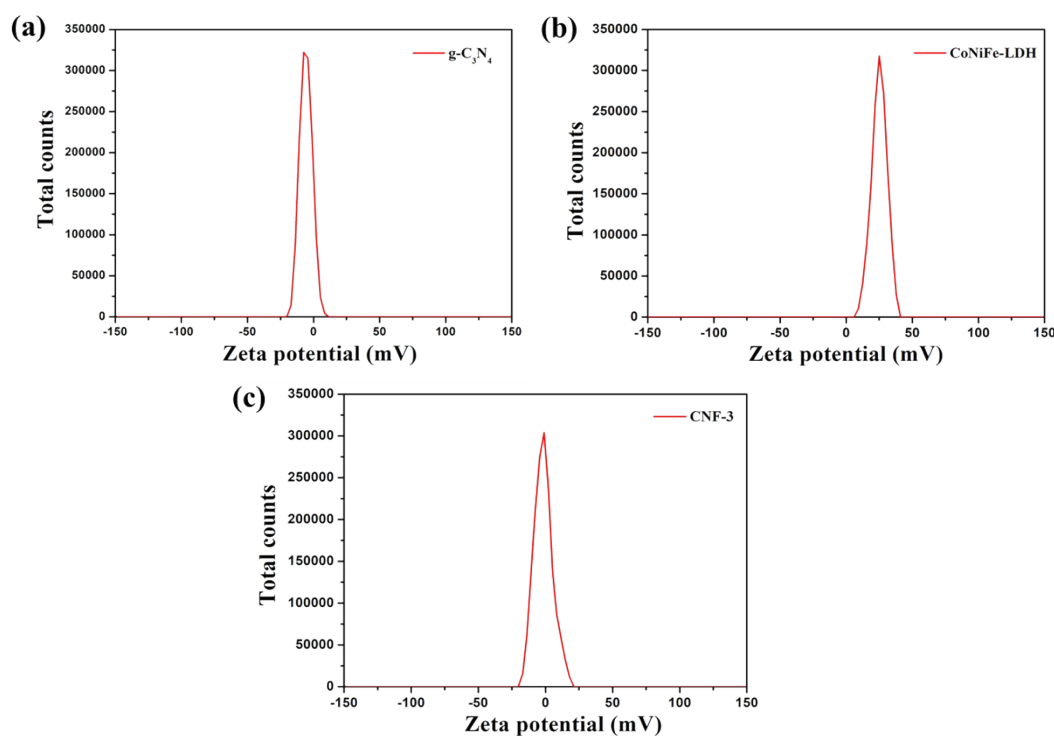 (a)
350000
300000
250000
200000
150000
100000
50000
0
-150 -100 -50 0 50 100 150
Total counts
Zeta potential (mV)
g-C₃N₄
(b)
350000
300000
250000
200000
150000
100000
50000
0
-150 -100 -50 0 50 100 150
Total counts
Zeta potential (mV)
CoNiFe-LDH
(c)
350000
300000
250000
200000
150000
100000
50000
0
-150 -100 -50 0 50 100 150
Total counts
Zeta potential (mV)
CNF-3